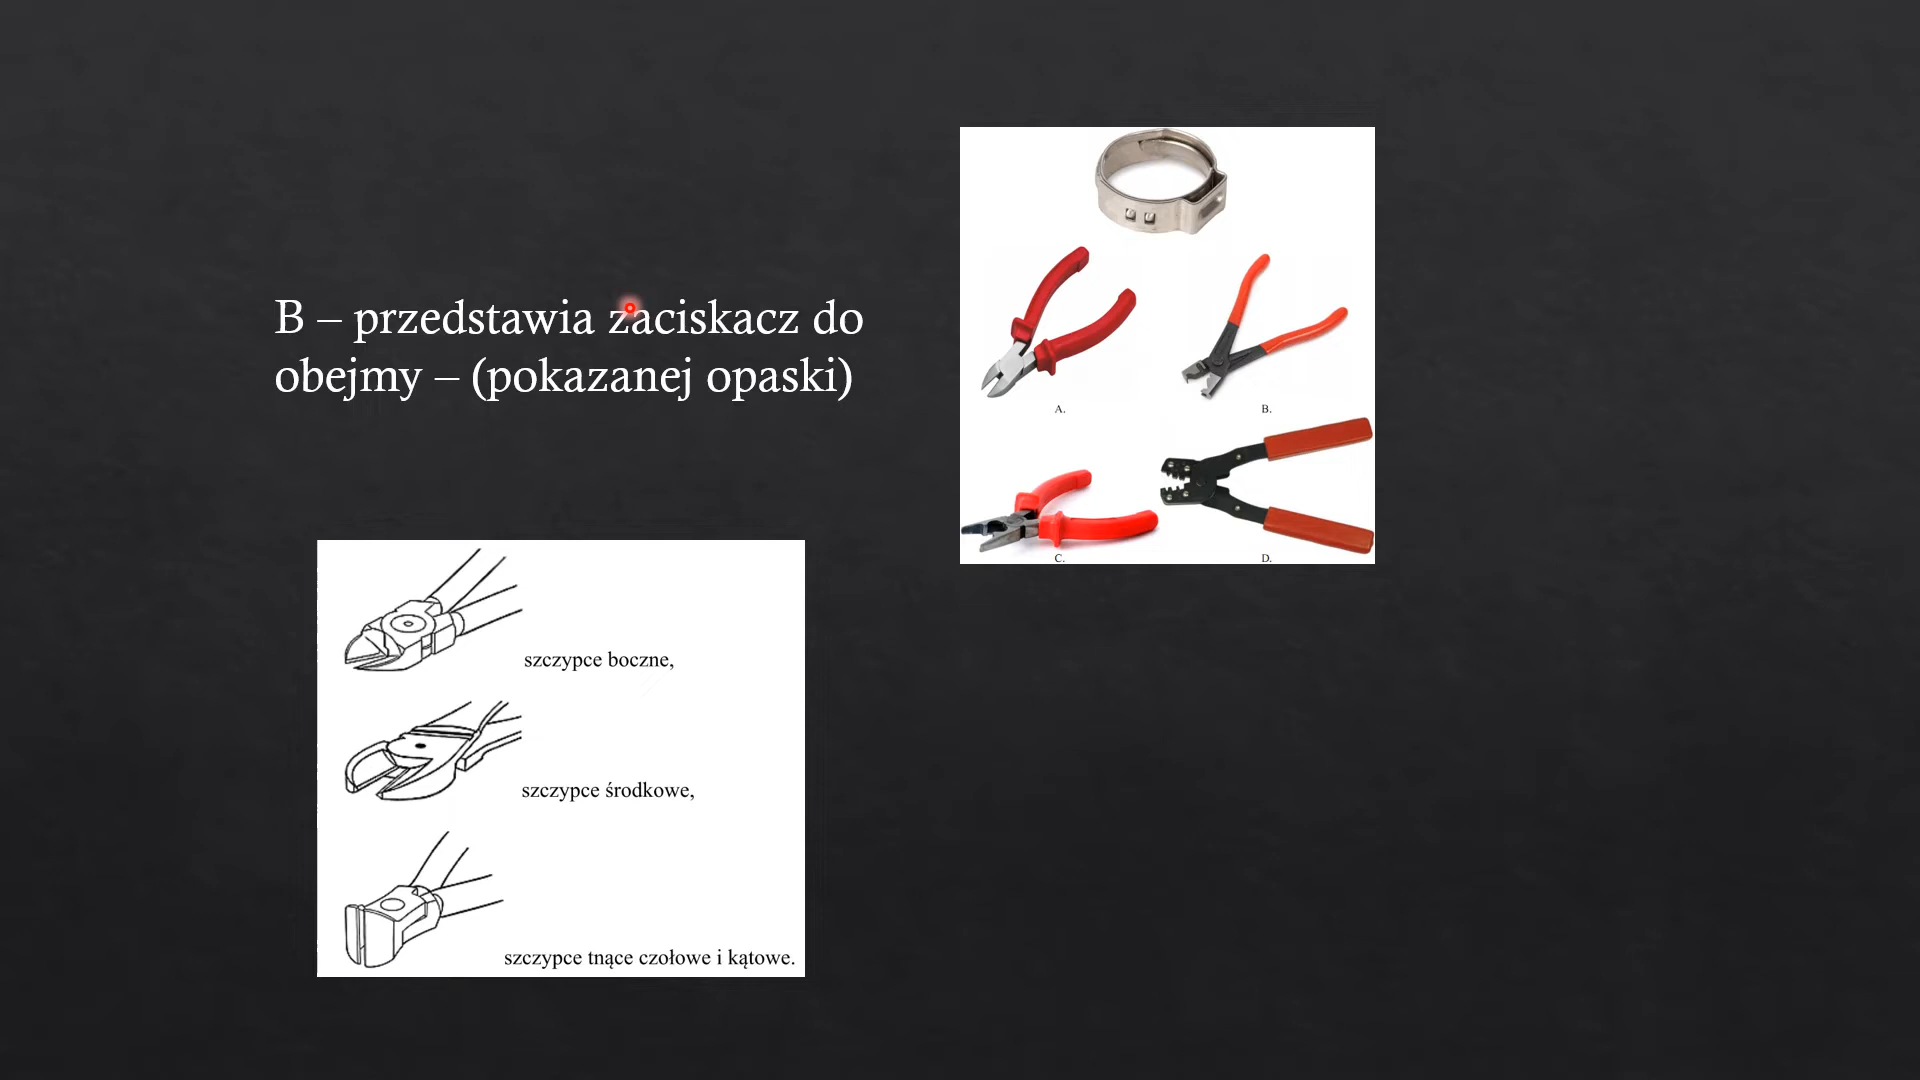 B – przedstawia zaciskacz do
obejmy – (pokazanej opaski)
A.
B.
C.
D.
szczypce boczne,
szczypce środkowe,
szczypce tnące czołowe i kątowe.